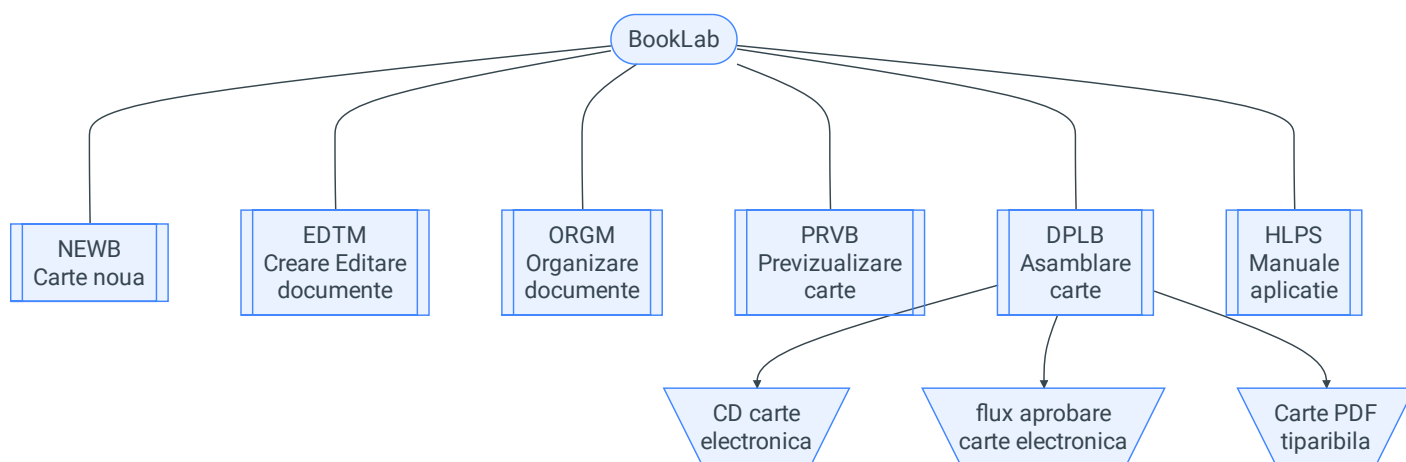 BookLab
NEWB
Carte noua
EDTM
Creare Editare
documente
ORGM
Organizare
documente
PRVB
Previzualizare
carte
DPLB
Asamblare
carte
HLPS
Manuale
aplicatie
CD carte
electronica
flux aprobare
carte electronica
Carte PDF
tiparibila